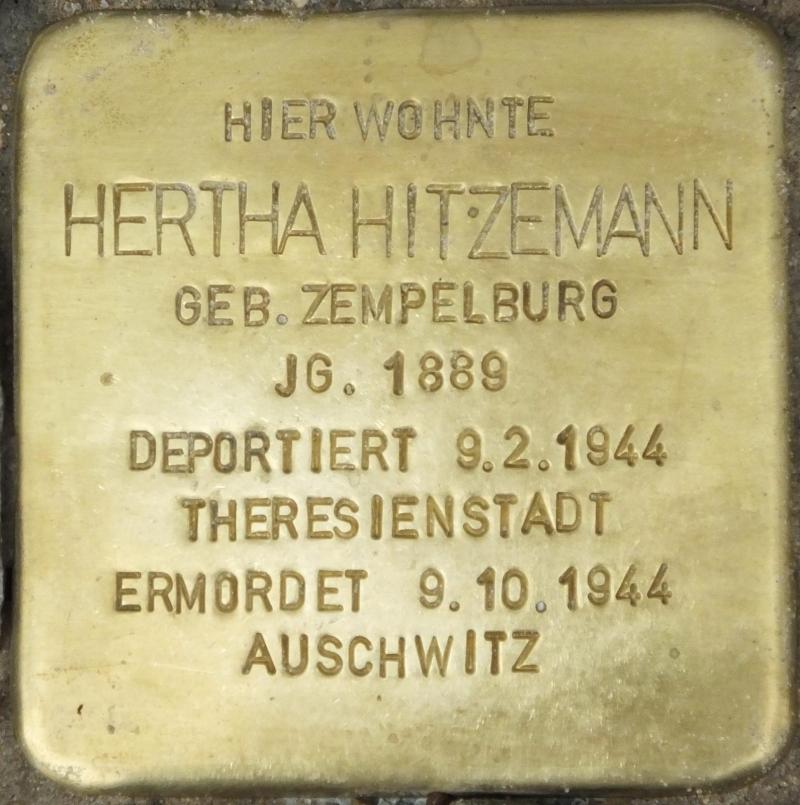 HIER WOHNTE
HERTHA HITZEMANN
GEB. ZEMPELBURG
JG. 1889
DEPORTIERT 9.2.1944
THERESIENSTADT
ERMORDET 9.10.1944
AUSCHWITZ